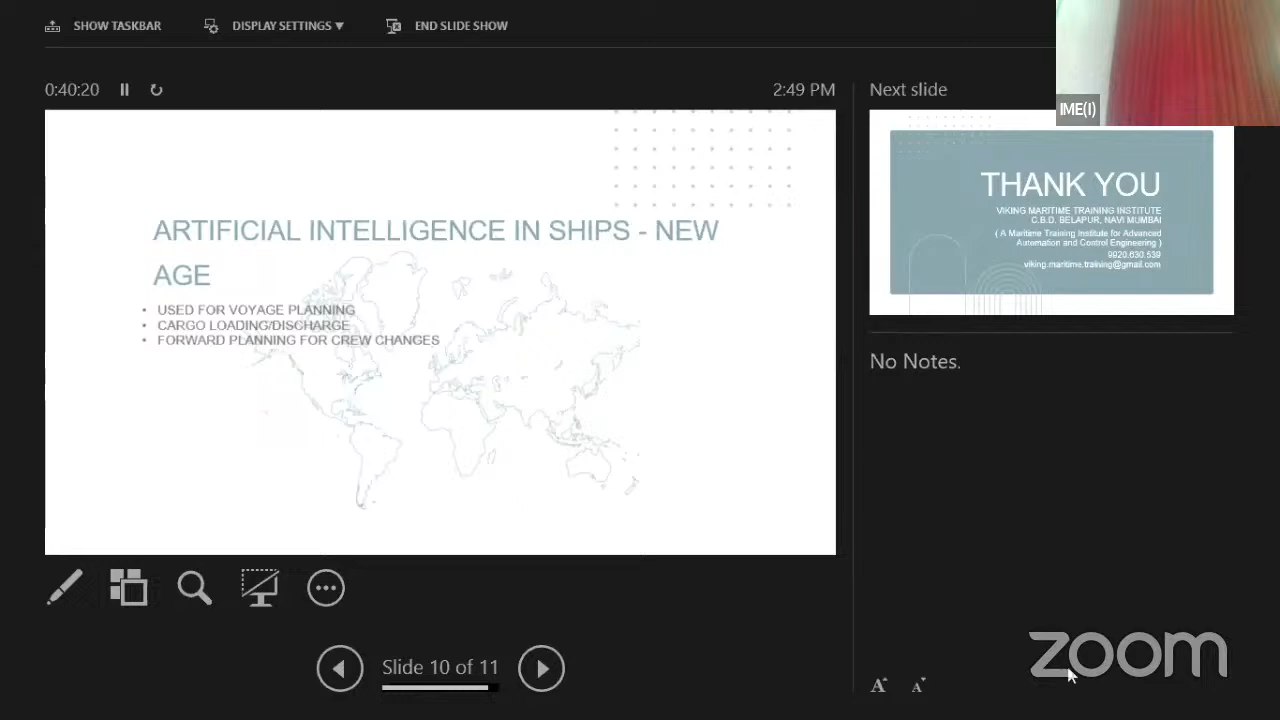 SHOW TASKBAR
DISPLAY SETTINGS
END SLIDE SHOW
IME(I)
0:40:20
2:49 PM
Next slide
ARTIFICIAL INTELLIGENCE IN SHIPS - NEW
AGE
• USED FOR VOYAGE PLANNING
• CARGO LOADING/DISCHARGE
• FORWARD PLANNING FOR CREW CHANGES
THANK YOU
VIKING MARITIME TRAINING INSTITUTE
C.B.D. BELAPUR, NAVI MUMBAI
( A Maritime Training Institute for Advanced
Automation and Control Engineering )
9920.630.539
viking.maritime.training@gmail.com
No Notes.
Slide 10 of 11
A A
zoom